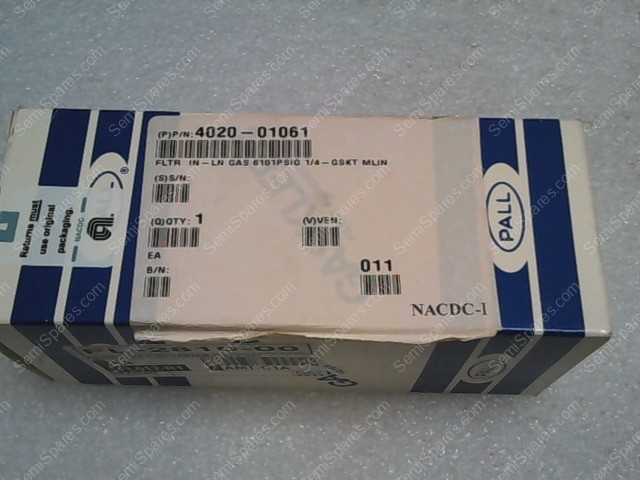 (P)P/N: 4020-01061
FLTR IN-LN GAS 6101PSIG 1/4-GSKT MLIN
(S)S/N:
(Q)QTY: 1 (V)VEN:
EA
B/N: 011
NACDC-I
PALL
Returns must
use original
packaging.
NACDC
SemiSpares.com